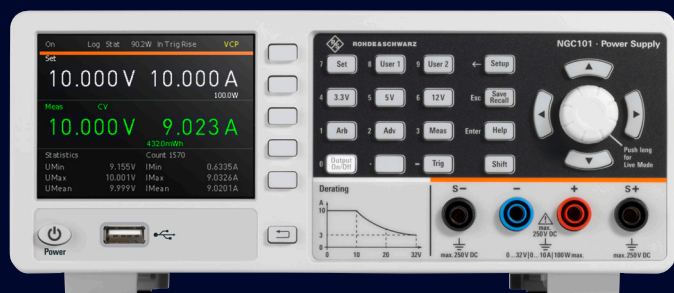 On Log Stat 90.2W InTrigRise VCP
Set
10.000 V 10.000 A
100.0W
Meas CV
10.000 V 9.023 A
432.0mWh
Statistics Count 1570
UMin 9.155V IMin 0.6335A
UMax 10.001V IMax 9.0326A
UMean 9.999V IMean 9.0201A
Power
R&S
ROHDE&SCHWARZ
NGC101 · Power Supply
7 Set 8 User 1 9 User 2 ← Setup
4 3.3V 5 5V 6 12V Esc Save Recall
1 Arb 2 Adv 3 Meas Enter Help
0 Output On/Off · – Trig Shift
Push long
for
Live Mode
Derating
A
10
3
0
0 10 20 32V
S– – + S+
max.
250V DC
max. 250V DC 0...32V|0...10A|100W max. max. 250V DC